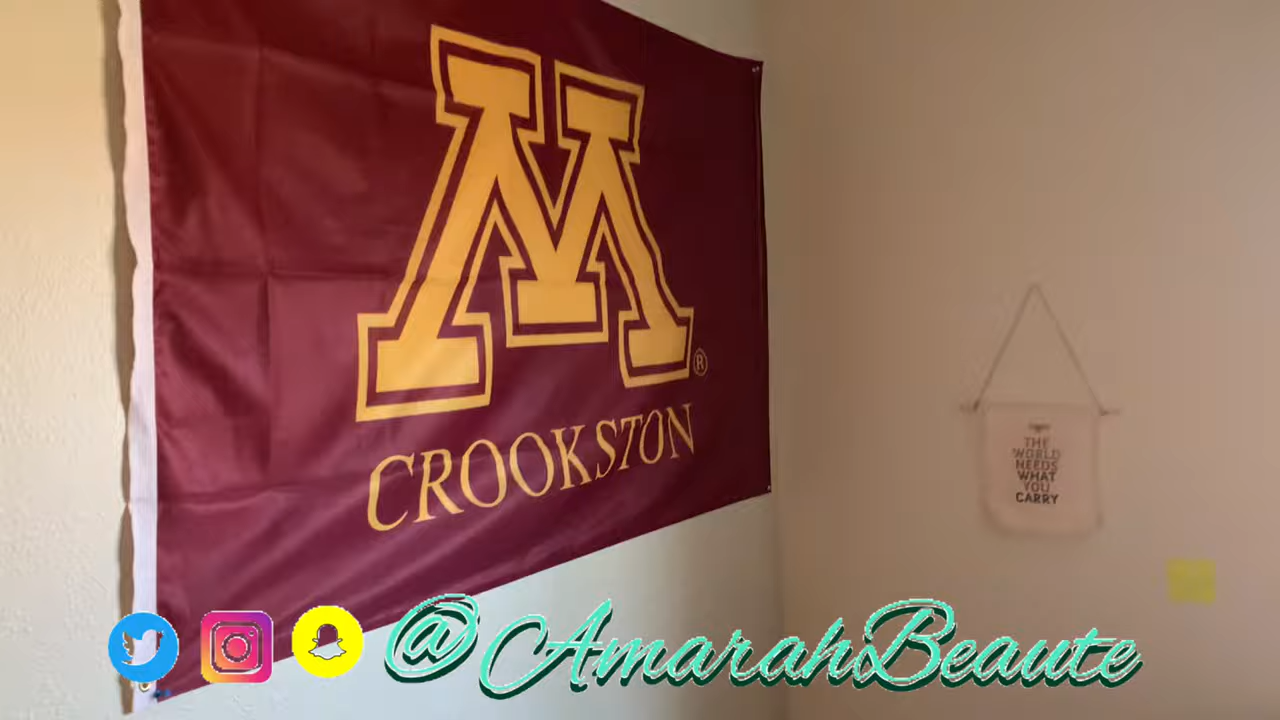 M
®
CROOKSTON
THE
WORLD
NEEDS
WHAT
YOU
CARRY
@AmarahBeaute